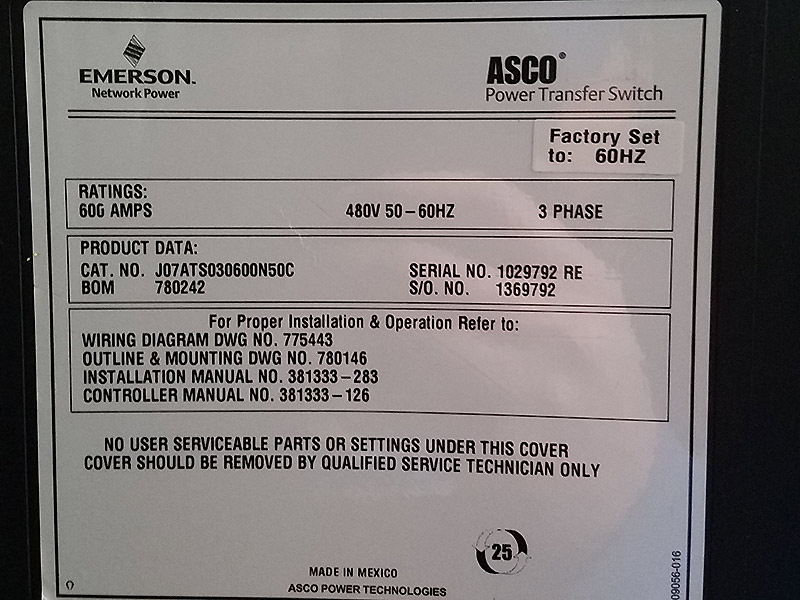 EMERSON.
Network Power
ASCO®
Power Transfer Switch
Factory Set
to: 60HZ
RATINGS:
600 AMPS 480V 50-60HZ 3 PHASE
PRODUCT DATA:
CAT. NO. J07ATS030600N50C SERIAL NO. 1029792 RE
BOM 780242 S/O. NO. 1369792
For Proper Installation & Operation Refer to:
WIRING DIAGRAM DWG NO. 775443
OUTLINE & MOUNTING DWG NO. 780146
INSTALLATION MANUAL NO. 381333-283
CONTROLLER MANUAL NO. 381333-126
NO USER SERVICEABLE PARTS OR SETTINGS UNDER THIS COVER
COVER SHOULD BE REMOVED BY QUALIFIED SERVICE TECHNICIAN ONLY
25
MADE IN MEXICO
ASCO POWER TECHNOLOGIES